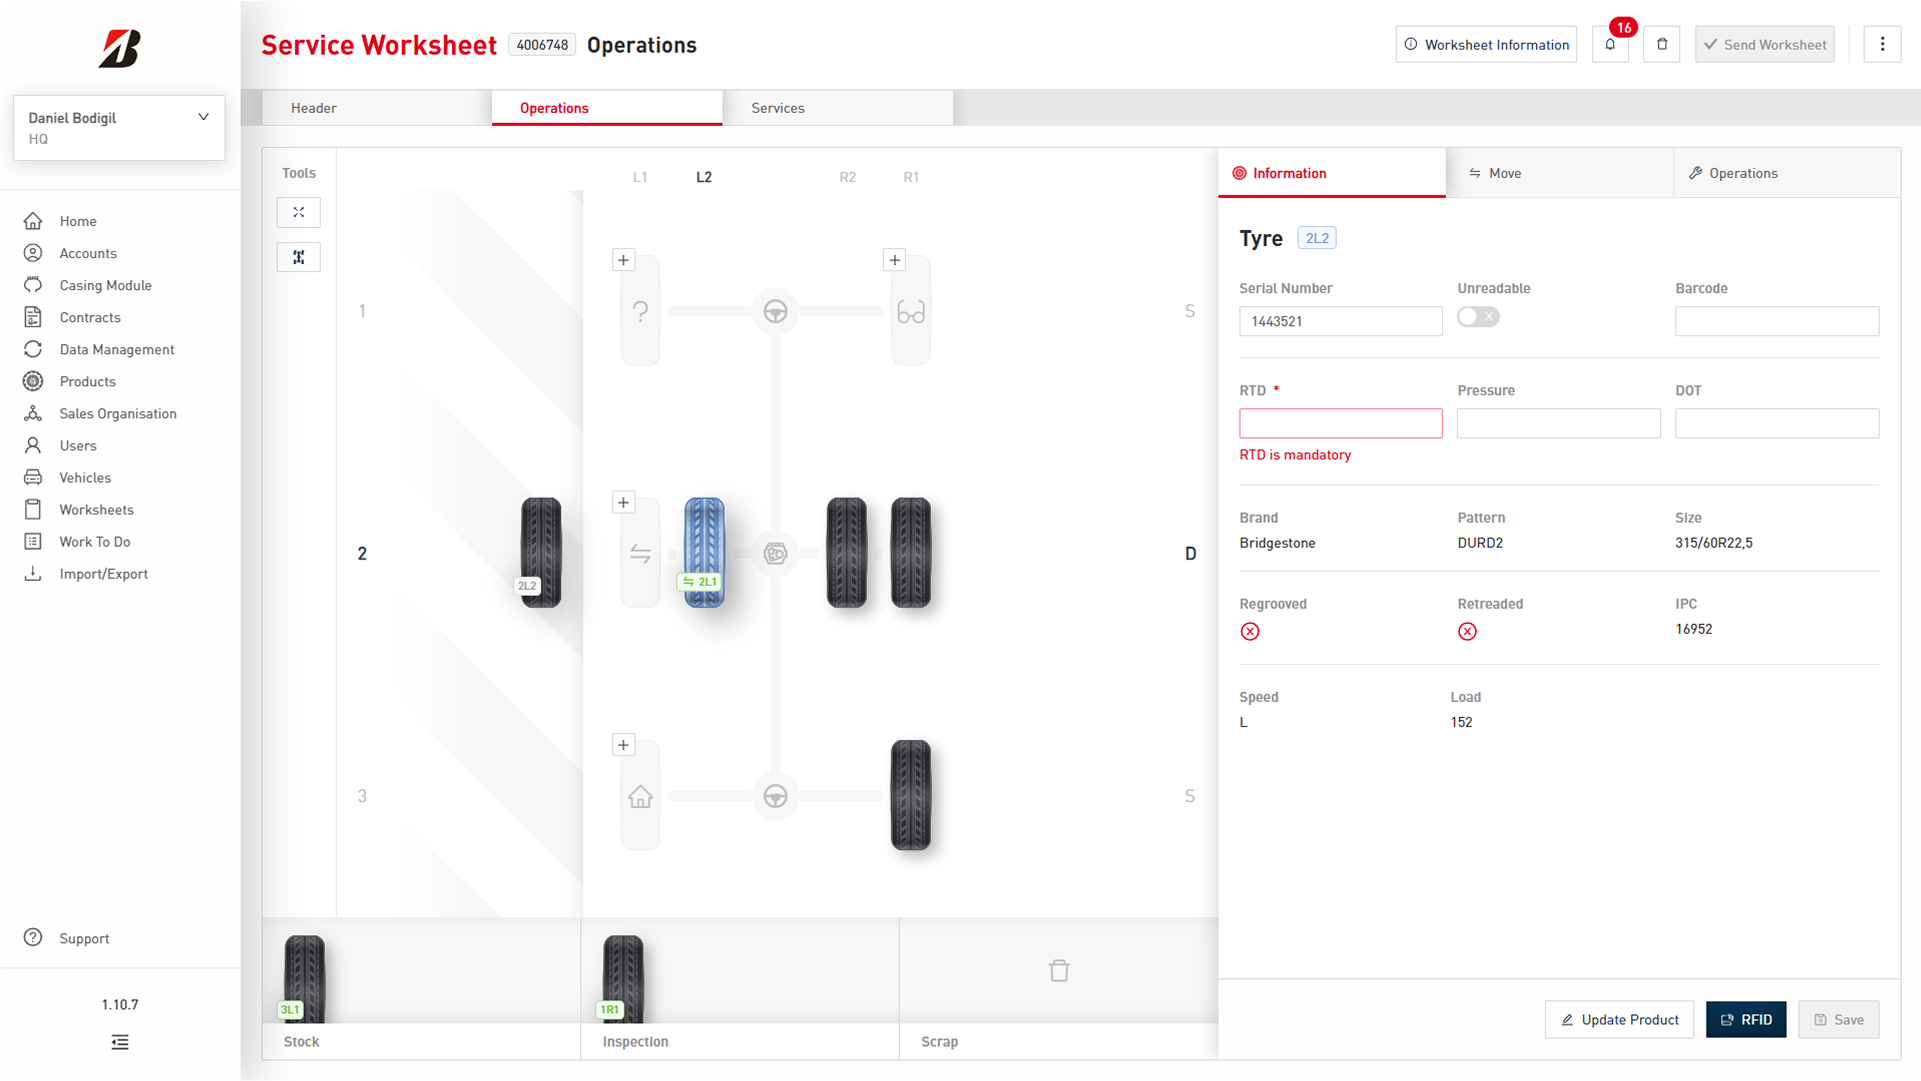 Service Worksheet 4006748 Operations
Worksheet Information
16
Send Worksheet
Daniel Bodigil
HQ
Header
Operations
Services
Home
Accounts
Casing Module
Contracts
Data Management
Products
Sales Organisation
Users
Vehicles
Worksheets
Work To Do
Import/Export
Support
1.10.7
Tools
L1 L2 R2 R1
1 S
2 D
3 S
2L2
2L1
3L1
1R1
Stock
Inspection
Scrap
Information
Move
Operations
Tyre 2L2
Serial Number Unreadable Barcode
1443521
RTD * Pressure DOT
RTD is mandatory
Brand Pattern Size
Bridgestone DURD2 315/60R22,5
Regrooved Retreaded IPC
16952
Speed Load
L 152
Update Product
RFID
Save